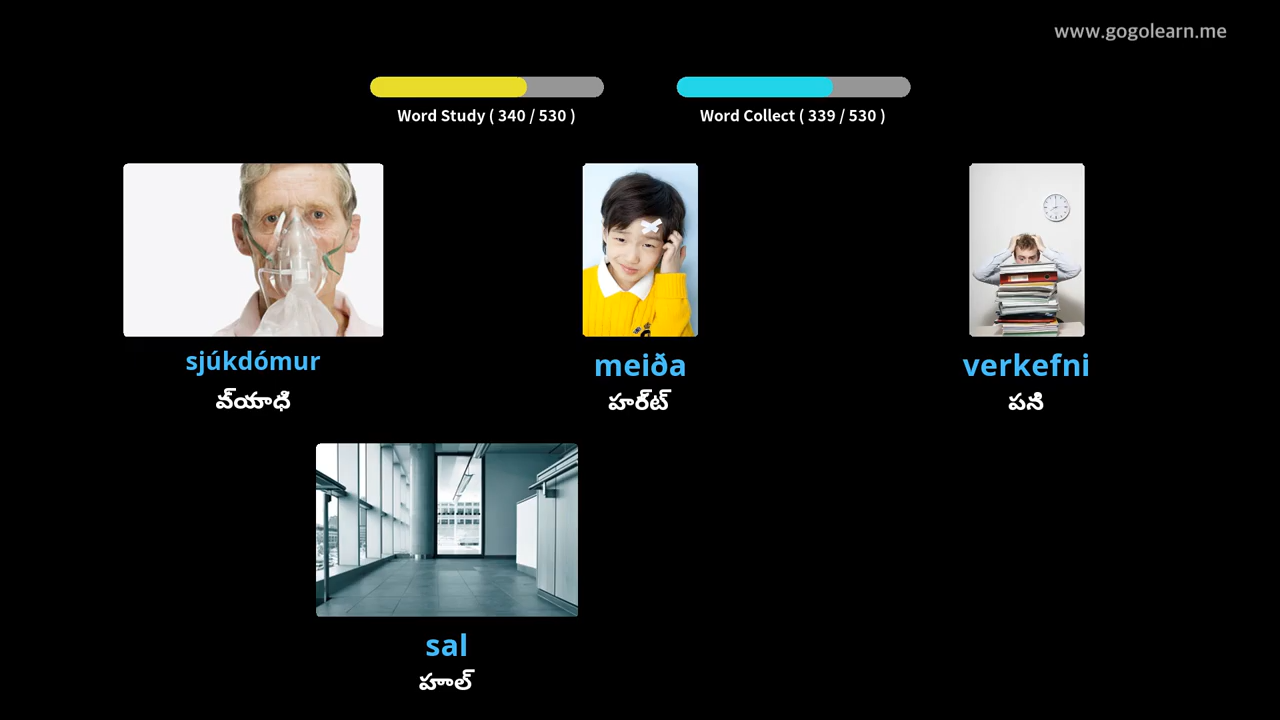 www.gogolearn.me
Word Study ( 340 / 530 )
Word Collect ( 339 / 530 )
sjúkdómur
వ్‌యాధి
meiða
హర్‌ట్
verkefni
పని
sal
హాల్